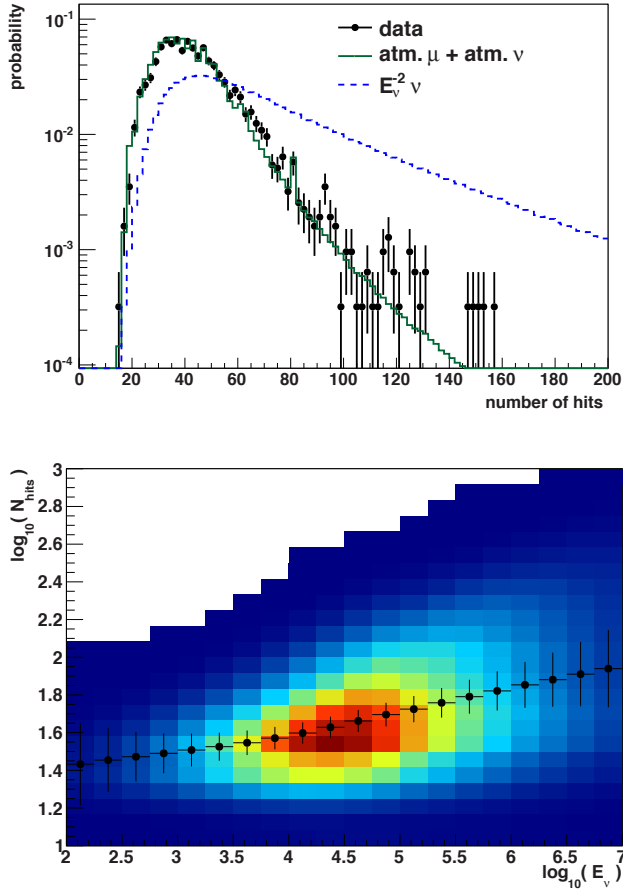 probability
10⁻¹
10⁻²
10⁻³
10⁻⁴
data
atm. μ + atm. ν
E_ν⁻² ν
0 20 40 60 80 100 120 140 160 180 200
number of hits
log₁₀(N_hits)
3
2.8
2.6
2.4
2.2
2
1.8
1.6
1.4
1.2
1
2 2.5 3 3.5 4 4.5 5 5.5 6 6.5 7
log₁₀(E_ν)